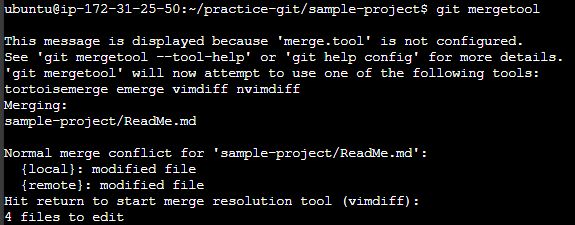 ubuntu@ip-172-31-25-50:~/practice-git/sample-project$ git mergetool
This message is displayed because 'merge.tool' is not configured.
See 'git mergetool --tool-help' or 'git help config' for more details.
'git mergetool' will now attempt to use one of the following tools:
tortoisemerge emerge vimdiff nvimdiff
Merging:
sample-project/ReadMe.md
Normal merge conflict for 'sample-project/ReadMe.md':
  {local}: modified file
  {remote}: modified file
Hit return to start merge resolution tool (vimdiff):
4 files to edit